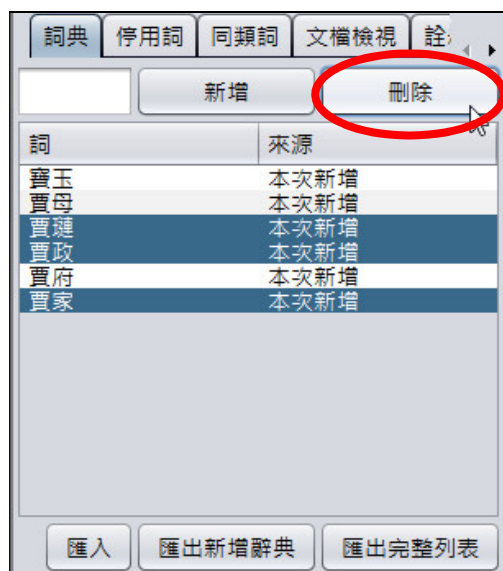 詞典 停用詞 同類詞 文檔檢視
新增 刪除
詞 來源
寶玉 本次新增
賈母 本次新增
賈璉 本次新增
賈政 本次新增
賈府 本次新增
賈家 本次新增
匯入 匯出新增辭典 匯出完整列表